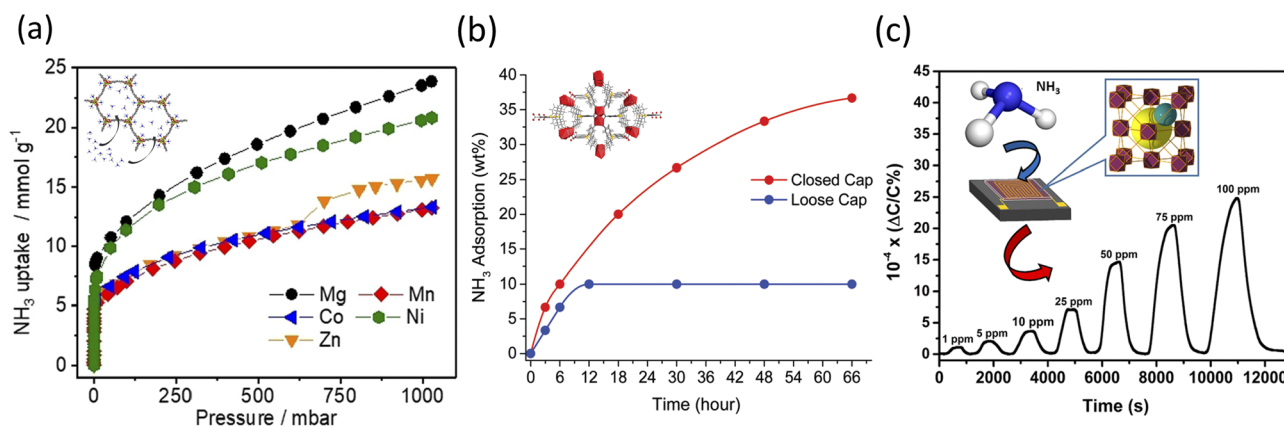 (a)
NH3 uptake / mmol g-1
25
20
15
10
5
0
0 250 500 750 1000
Pressure / mbar
Mg Mn
Co Ni
Zn
(b)
NH3 Adsorption (wt%)
40
35
30
25
20
15
10
5
0
0 6 12 18 24 30 36 42 48 54 60 66
Time (hour)
Closed Cap
Loose Cap
(c)
10-4 x (ΔC/C%)
45
40
35
30
25
20
15
10
5
0
0 2000 4000 6000 8000 10000 12000
Time (s)
NH3
1 ppm
5 ppm
10 ppm
25 ppm
50 ppm
75 ppm
100 ppm